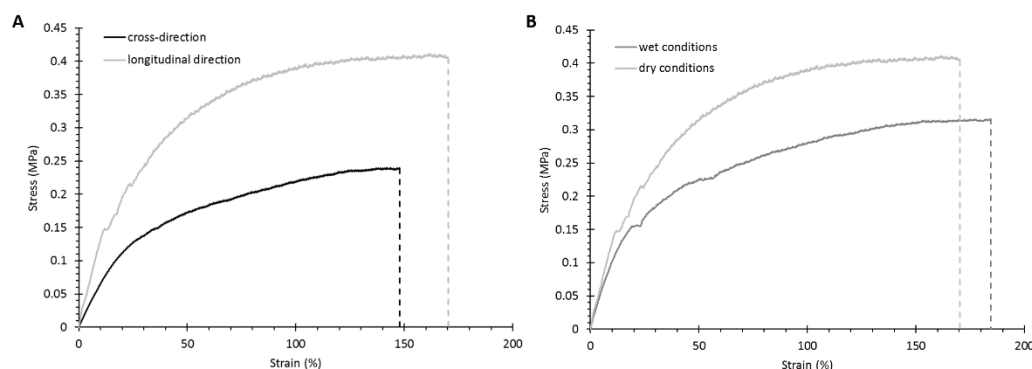 A
cross-direction
longitudinal direction
Stress (MPa)
0.45
0.4
0.35
0.3
0.25
0.2
0.15
0.1
0.05
0
0 50 100 150 200
Strain (%)
B
wet conditions
dry conditions
Stress (MPa)
0.45
0.4
0.35
0.3
0.25
0.2
0.15
0.1
0.05
0
0 50 100 150 200
Strain (%)